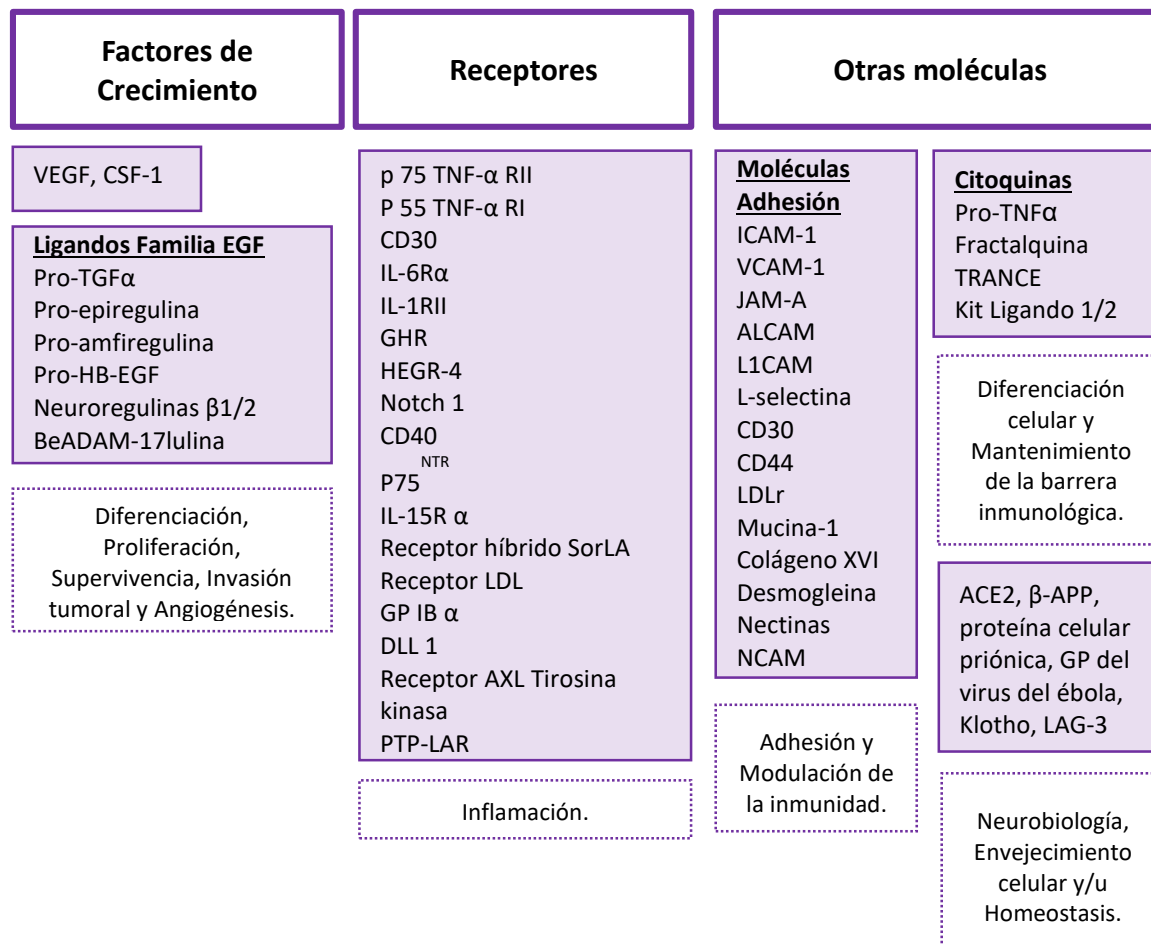 Factores de
Crecimiento
VEGF, CSF-1
Ligandos Familia EGF
Pro-TGFα
Pro-epiregulina
Pro-amfiregulina
Pro-HB-EGF
Neuroregulinas β1/2
BeADAM-17lulina
Diferenciación,
Proliferación,
Supervivencia, Invasión
tumoral y Angiogénesis.
Receptores
p 75 TNF-α RII
P 55 TNF-α RI
CD30
IL-6Rα
IL-1RII
GHR
HEGR-4
Notch 1
CD40
P75 NTR
IL-15R α
Receptor híbrido SorLA
Receptor LDL
GP IB α
DLL 1
Receptor AXL Tirosina
kinasa
PTP-LAR
Inflamación.
Otras moléculas
Moléculas
Adhesión
ICAM-1
VCAM-1
JAM-A
ALCAM
L1CAM
L-selectina
CD30
CD44
LDLr
Mucina-1
Colágeno XVI
Desmogleina
Nectinas
NCAM
Adhesión y
Modulación de
la inmunidad.
Citoquinas
Pro-TNFα
Fractalquina
TRANCE
Kit Ligando 1/2
Diferenciación
celular y
Mantenimiento
de la barrera
inmunológica.
ACE2, β-APP,
proteína celular
priónica, GP del
virus del ébola,
Klotho, LAG-3
Neurobiología,
Envejecimiento
celular y/u
Homeostasis.